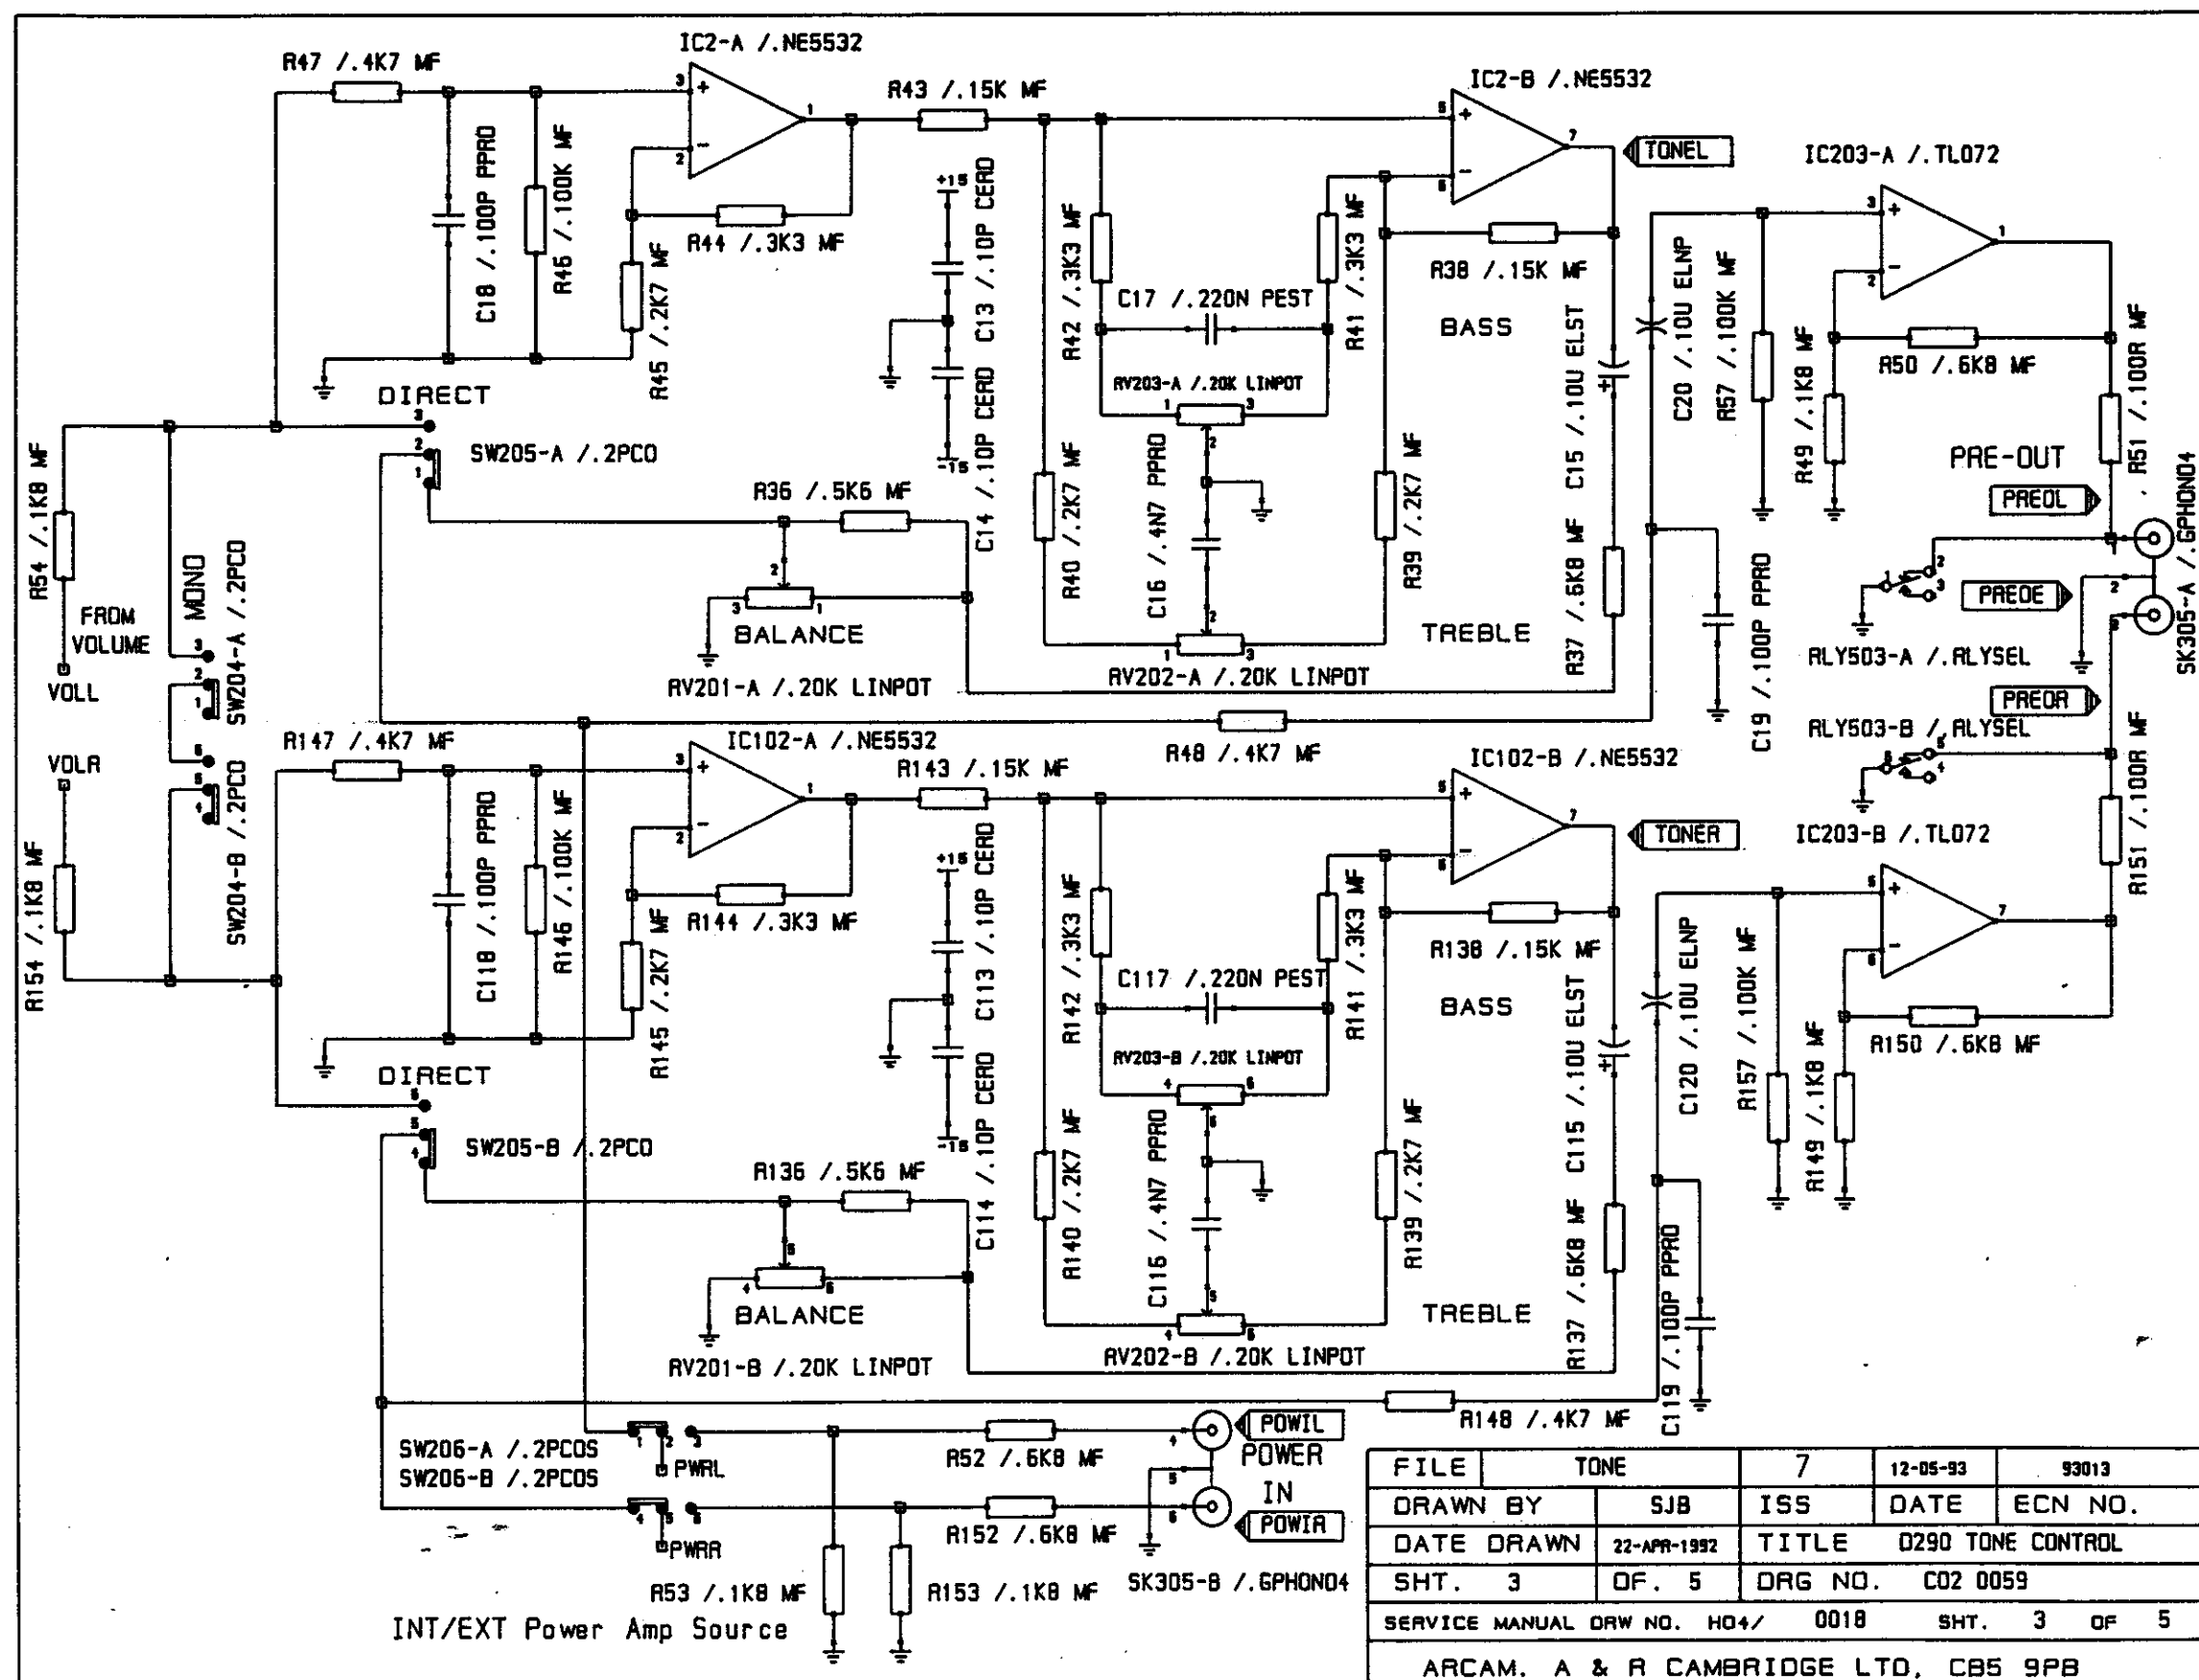 IC2-A /.NE5532
R47 /.4K7 MF
R43 /.15K MF
IC2-B /.NE5532
TONEL
IC203-A /.TL072
C18 /.100P PPRO
R46 /.100K MF
R44 /.3K3 MF
R45 /.2K7 MF
+15
C13 /.10P CERD
C14 /.10P CERD
-15
R42 /.3K3 MF
C17 /.220N PEST
R41 /.3K3 MF
R38 /.15K MF
BASS
RV203-A /.20K LINPOT
C15 /.10U ELST
C20 /.10U ELNP
R57 /.100K MF
R49 /.1K8 MF
R50 /.6K8 MF
R51 /.100R MF
DIRECT
SW205-A /.2PCO
R54 /.1K8 MF
MONO
SW204-A /.2PCO
FROM
VOLUME
VOLL
R36 /.5K6 MF
BALANCE
RV201-A /.20K LINPOT
R40 /.2K7 MF
C16 /.4N7 PPRO
R39 /.2K7 MF
TREBLE
RV202-A /.20K LINPOT
R37 /.6K8 MF
C19 /.100P PPRO
PRE-OUT
PREOL
PREOE
SK305-A /.GPHONO4
RLY503-A /.RLYSEL
PREOR
RLY503-B /.RLYSEL
R48 /.4K7 MF
VOLR
SW204-B /.2PCO
R154 /.1K8 MF
R147 /.4K7 MF
IC102-A /.NE5532
R143 /.15K MF
IC102-B /.NE5532
TONER
IC203-B /.TL072
R151 /.100R MF
C118 /.100P PPRO
R146 /.100K MF
R144 /.3K3 MF
R145 /.2K7 MF
+15
C113 /.10P CERD
C114 /.10P CERD
-15
R142 /.3K3 MF
C117 /.220N PEST
R141 /.3K3 MF
R138 /.15K MF
BASS
RV203-B /.20K LINPOT
C115 /.10U ELST
C120 /.10U ELNP
R157 /.100K MF
R149 /.1K8 MF
R150 /.6K8 MF
DIRECT
SW205-B /.2PCO
R136 /.5K6 MF
BALANCE
RV201-B /.20K LINPOT
R140 /.2K7 MF
C116 /.4N7 PPRO
R139 /.2K7 MF
TREBLE
RV202-B /.20K LINPOT
R137 /.6K8 MF
C119 /.100P PPRO
R148 /.4K7 MF
SW206-A /.2PCOS
SW206-B /.2PCOS
PWRL
PWRR
R52 /.6K8 MF
R152 /.6K8 MF
R53 /.1K8 MF
R153 /.1K8 MF
POWIL
POWER
IN
POWIR
SK305-B /.GPHONO4
INT/EXT Power Amp Source
FILE TONE 7 12-05-93 93013
DRAWN BY SJB ISS DATE ECN NO.
DATE DRAWN 22-APR-1992 TITLE D290 TONE CONTROL
SHT. 3 OF. 5 DRG NO. C02 0059
SERVICE MANUAL DRW NO. H04/ 0018 SHT. 3 OF 5
ARCAM. A & R CAMBRIDGE LTD, CB5 9PB